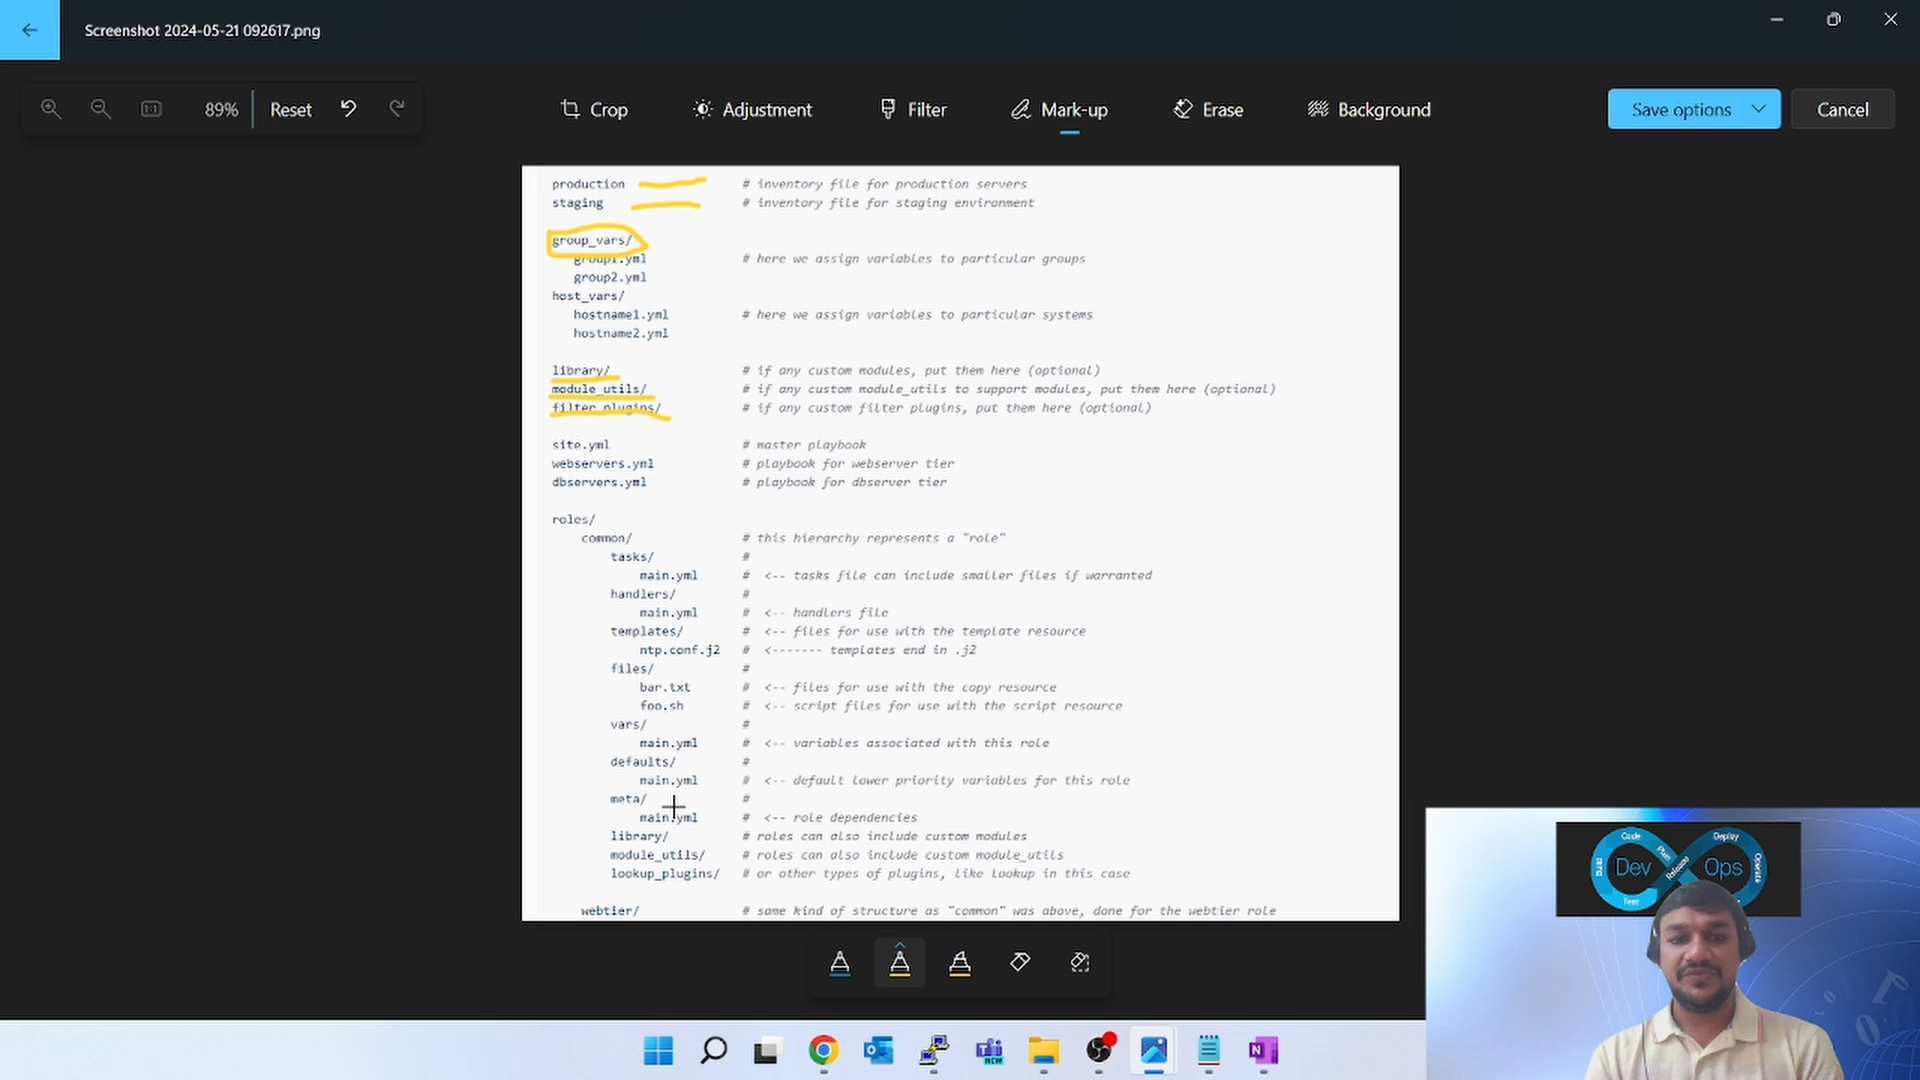 Screenshot 2024-05-21 092617.png
89% Reset Crop Adjustment Filter Mark-up Erase Background Save options Cancel
production # inventory file for production servers
staging # inventory file for staging environment
group_vars/
group1.yml # here we assign variables to particular groups
group2.yml
host_vars/
hostname1.yml # here we assign variables to particular systems
hostname2.yml
library/ # if any custom modules, put them here (optional)
module_utils/ # if any custom module_utils to support modules, put them here (optional)
filter_plugins/ # if any custom filter plugins, put them here (optional)
site.yml # master playbook
webservers.yml # playbook for webserver tier
dbservers.yml # playbook for dbserver tier
roles/
common/ # this hierarchy represents a "role"
tasks/ #
main.yml # <-- tasks file can include smaller files if warranted
handlers/ #
main.yml # <-- handlers file
templates/ # <-- files for use with the template resource
ntp.conf.j2 # <------- templates end in .j2
files/ #
bar.txt # <-- files for use with the copy resource
foo.sh # <-- script files for use with the script resource
vars/ #
main.yml # <-- variables associated with this role
defaults/ #
main.yml # <-- default lower priority variables for this role
meta/ #
main.yml # <-- role dependencies
library/ # roles can also include custom modules
module_utils/ # roles can also include custom module_utils
lookup_plugins/ # or other types of plugins, like lookup in this case
webtier/ # same kind of structure as "common" was above, done for the webtier role
Code Deploy
Plan
Dev Ops
Release
Build Operate
Test
NEW
N